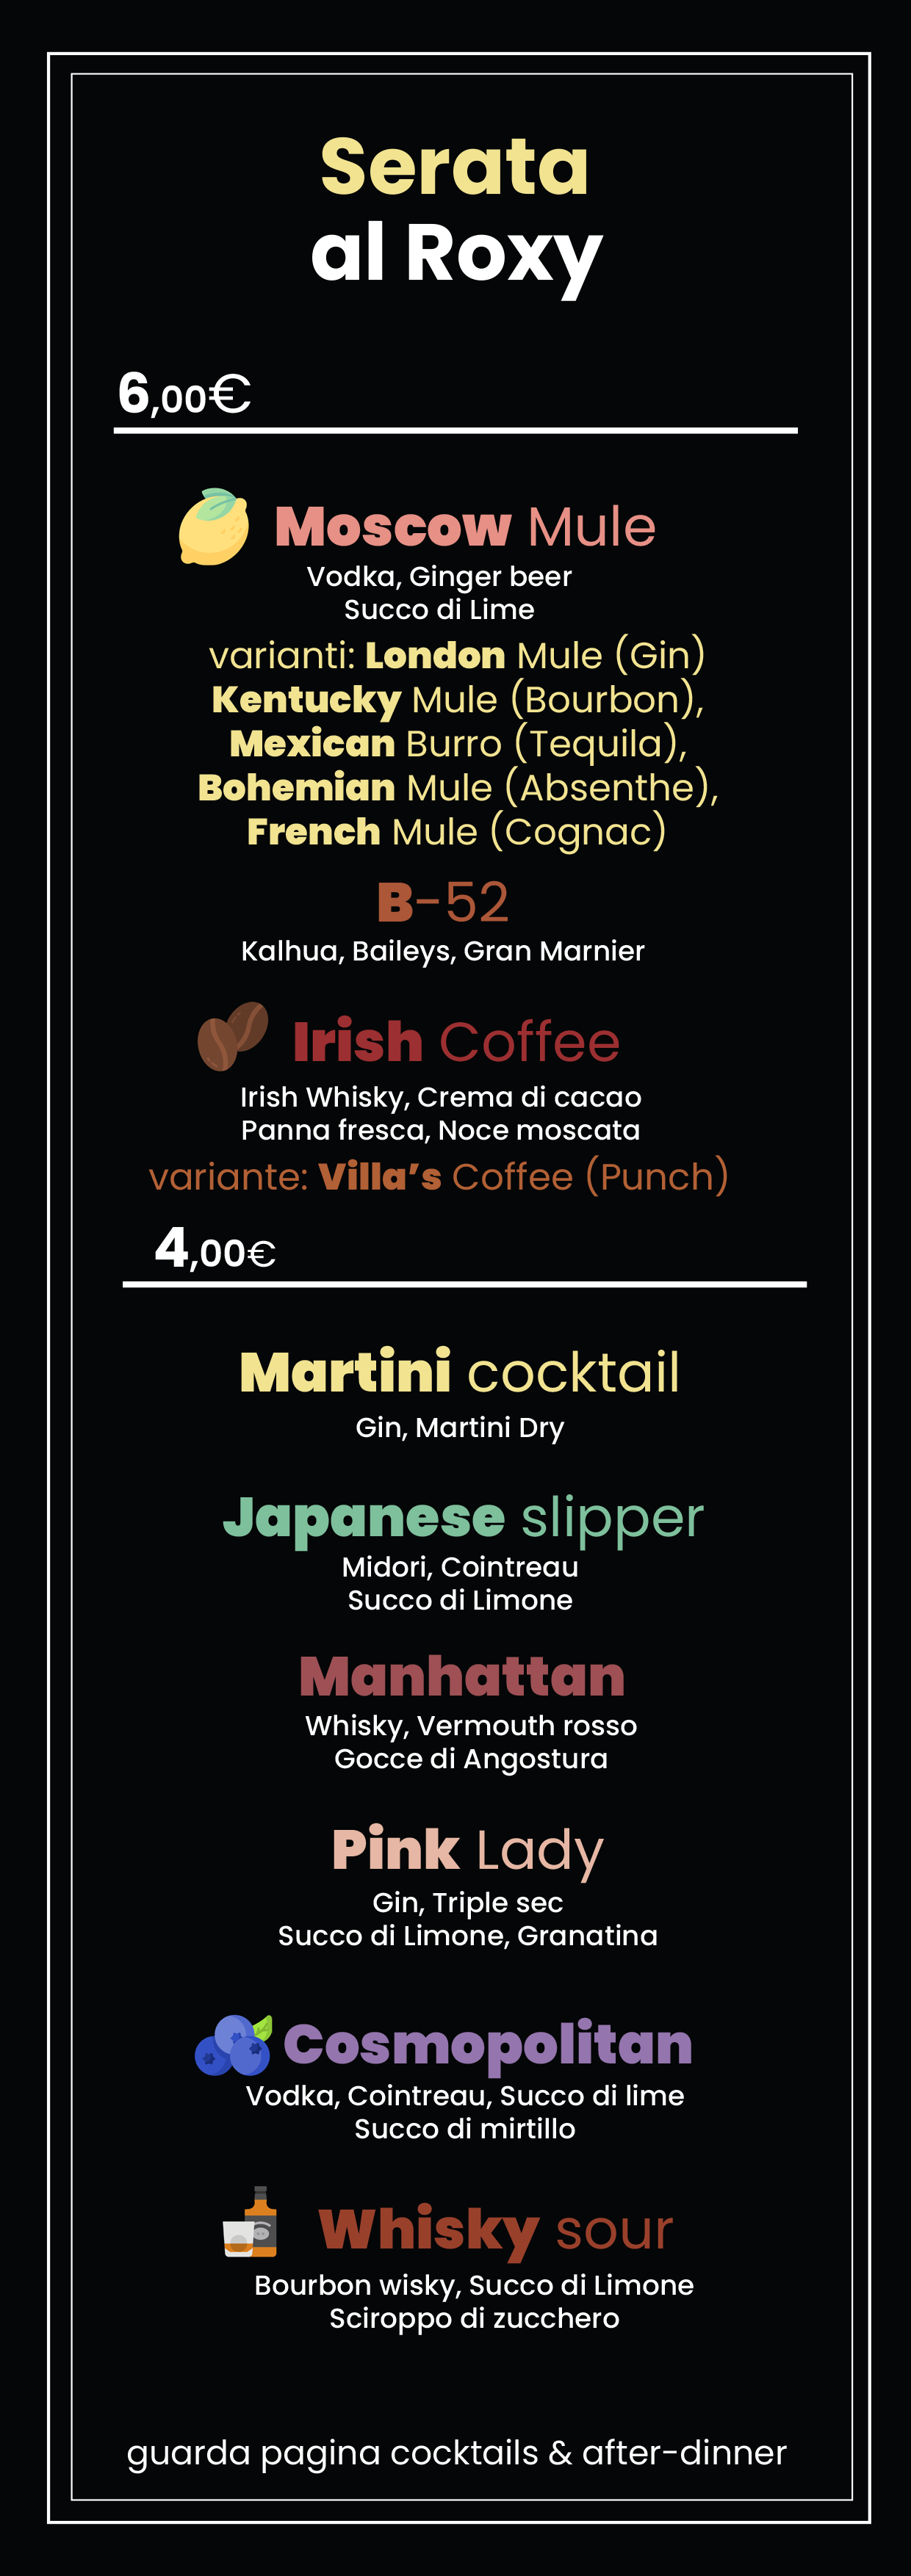 Serata
al Roxy
6,00€
Moscow Mule
Vodka, Ginger beer
Succo di Lime
varianti: London Mule (Gin)
Kentucky Mule (Bourbon),
Mexican Burro (Tequila),
Bohemian Mule (Absenthe),
French Mule (Cognac)
B-52
Kalhua, Baileys, Gran Marnier
Irish Coffee
Irish Whisky, Crema di cacao
Panna fresca, Noce moscata
variante: Villa’s Coffee (Punch)
4,00€
Martini cocktail
Gin, Martini Dry
Japanese slipper
Midori, Cointreau
Succo di Limone
Manhattan
Whisky, Vermouth rosso
Gocce di Angostura
Pink Lady
Gin, Triple sec
Succo di Limone, Granatina
Cosmopolitan
Vodka, Cointreau, Succo di lime
Succo di mirtillo
Whisky sour
Bourbon wisky, Succo di Limone
Sciroppo di zucchero
guarda pagina cocktails & after-dinner